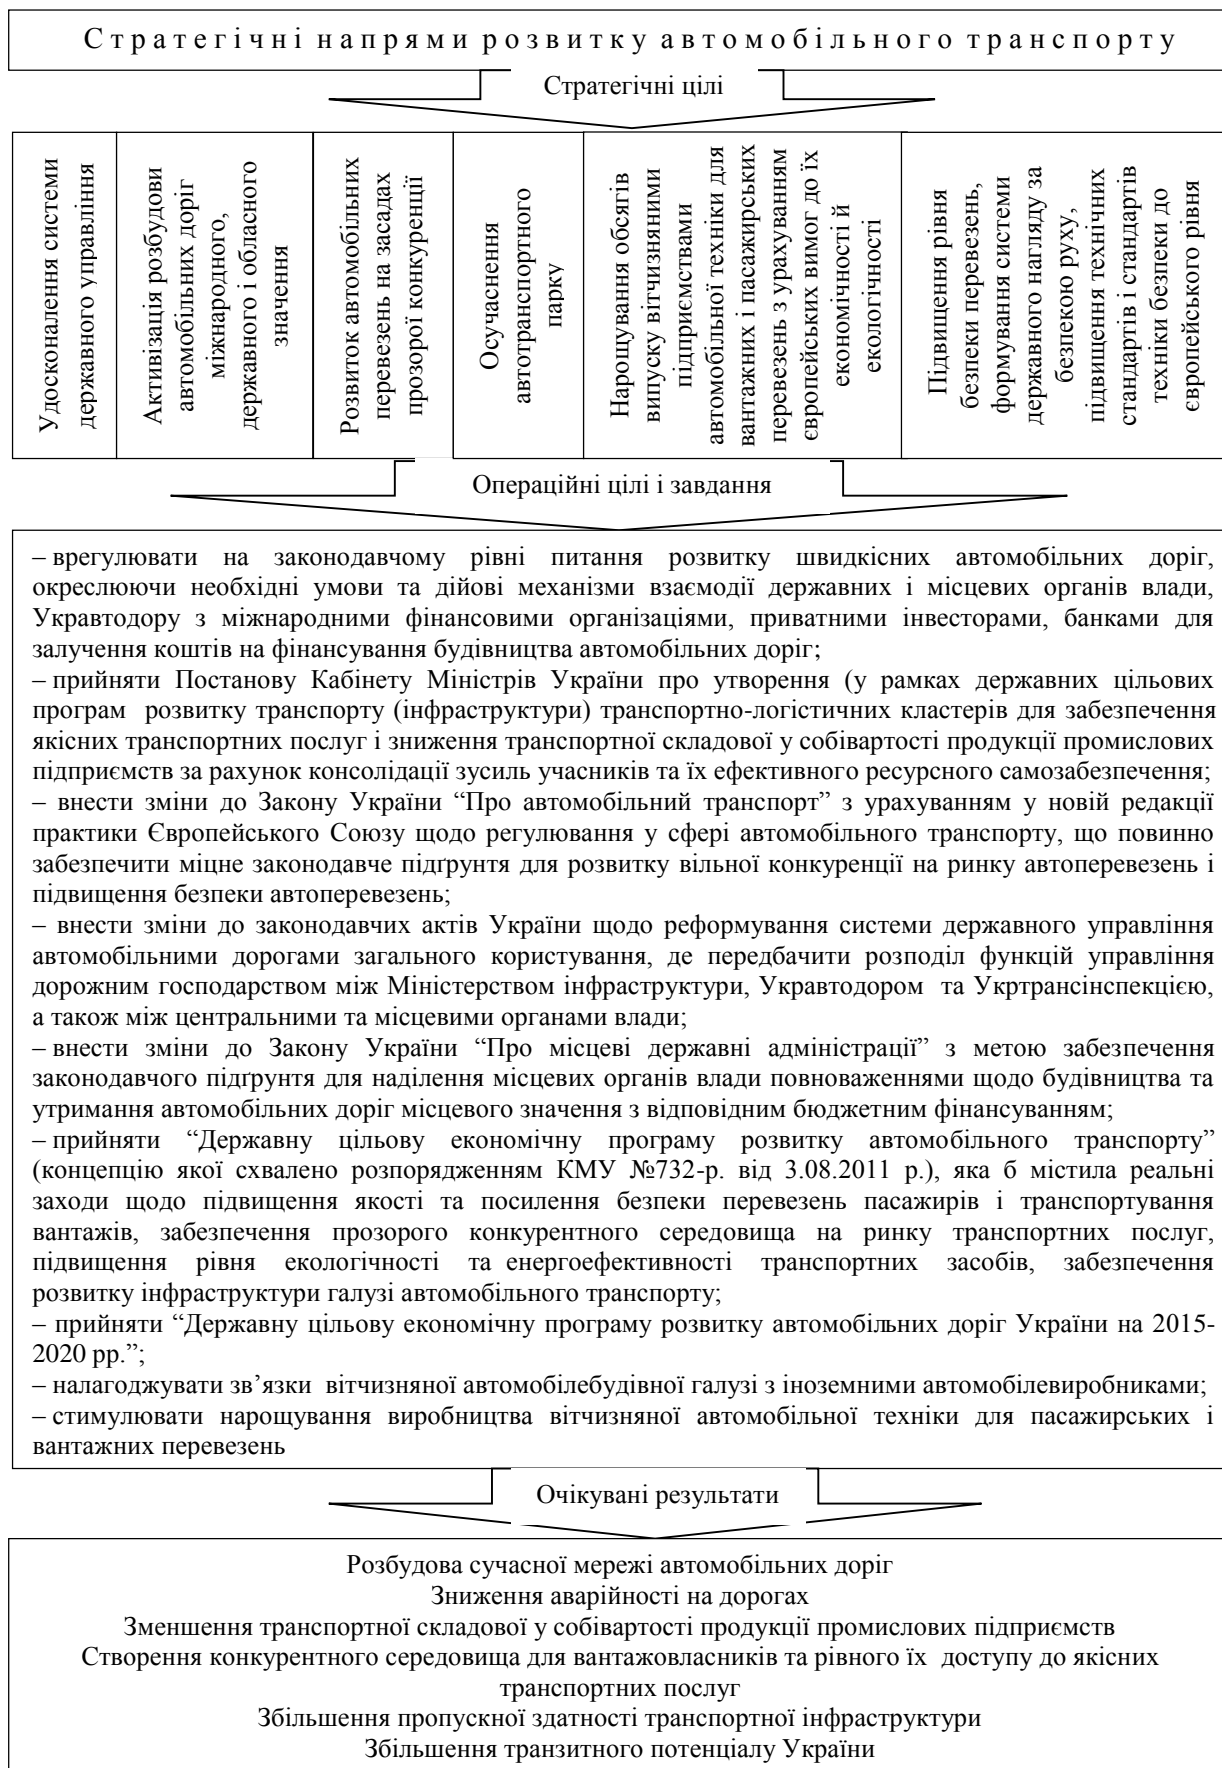 Стратегічні напрями розвитку автомобільного транспорту
Стратегічні цілі
Удосконалення системи
державного управління
Активізація розбудови
автомобільних доріг
міжнародного,
державного і обласного
значення
Розвиток автомобільних
перевезень на засадах
прозорої конкуренції
Осучаснення
автотранспортного
парку
Нарощування обсягів
випуску вітчизняними
підприємствами
автомобільної техніки для
вантажних і пасажирських
перевезень з урахуванням
європейських вимог до їх
економічності й
екологічності
Підвищення рівня
безпеки перевезень,
формування системи
державного нагляду за
безпекою руху,
підвищення технічних
стандартів і стандартів
техніки безпеки до
європейського рівня
Операційні цілі і завдання
– врегулювати на законодавчому рівні питання розвитку швидкісних автомобільних доріг,
окреслюючи необхідні умови та дійові механізми взаємодії державних і місцевих органів влади,
Укравтодору з міжнародними фінансовими організаціями, приватними інвесторами, банками для
залучення коштів на фінансування будівництва автомобільних доріг;
– прийняти Постанову Кабінету Міністрів України про утворення (у рамках державних цільових
програм розвитку транспорту (інфраструктури) транспортно-логістичних кластерів для забезпечення
якісних транспортних послуг і зниження транспортної складової у собівартості продукції промислових
підприємств за рахунок консолідації зусиль учасників та їх ефективного ресурсного самозабезпечення;
– внести зміни до Закону України “Про автомобільний транспорт” з урахуванням у новій редакції
практики Європейського Союзу щодо регулювання у сфері автомобільного транспорту, що повинно
забезпечити міцне законодавче підґрунтя для розвитку вільної конкуренції на ринку автоперевезень і
підвищення безпеки автоперевезень;
– внести зміни до законодавчих актів України щодо реформування системи державного управління
автомобільними дорогами загального користування, де передбачити розподіл функцій управління
дорожним господарством між Міністерством інфраструктури, Укравтодором та Укртрансінспекцією,
а також між центральними та місцевими органами влади;
– внести зміни до Закону України “Про місцеві державні адміністрації” з метою забезпечення
законодавчого підґрунтя для наділення місцевих органів влади повноваженнями щодо будівництва та
утримання автомобільних доріг місцевого значення з відповідним бюджетним фінансуванням;
– прийняти “Державну цільову економічну програму розвитку автомобільного транспорту”
(концепцію якої схвалено розпорядженням КМУ №732-р. від 3.08.2011 р.), яка б містила реальні
заходи щодо підвищення якості та посилення безпеки перевезень пасажирів і транспортування
вантажів, забезпечення прозорого конкурентного середовища на ринку транспортних послуг,
підвищення рівня екологічності та енергоефективності транспортних засобів, забезпечення
розвитку інфраструктури галузі автомобільного транспорту;
– прийняти “Державну цільову економічну програму розвитку автомобільних доріг України на 2015-
2020 рр.”;
– налагоджувати зв’язки вітчизняної автомобілебудівної галузі з іноземними автомобілевиробниками;
– стимулювати нарощування виробництва вітчизняної автомобільної техніки для пасажирських і
вантажних перевезень
Очікувані результати
Розбудова сучасної мережі автомобільних доріг
Зниження аварійності на дорогах
Зменшення транспортної складової у собівартості продукції промислових підприємств
Створення конкурентного середовища для вантажовласників та рівного їх доступу до якісних
транспортних послуг
Збільшення пропускної здатності транспортної інфраструктури
Збільшення транзитного потенціалу України